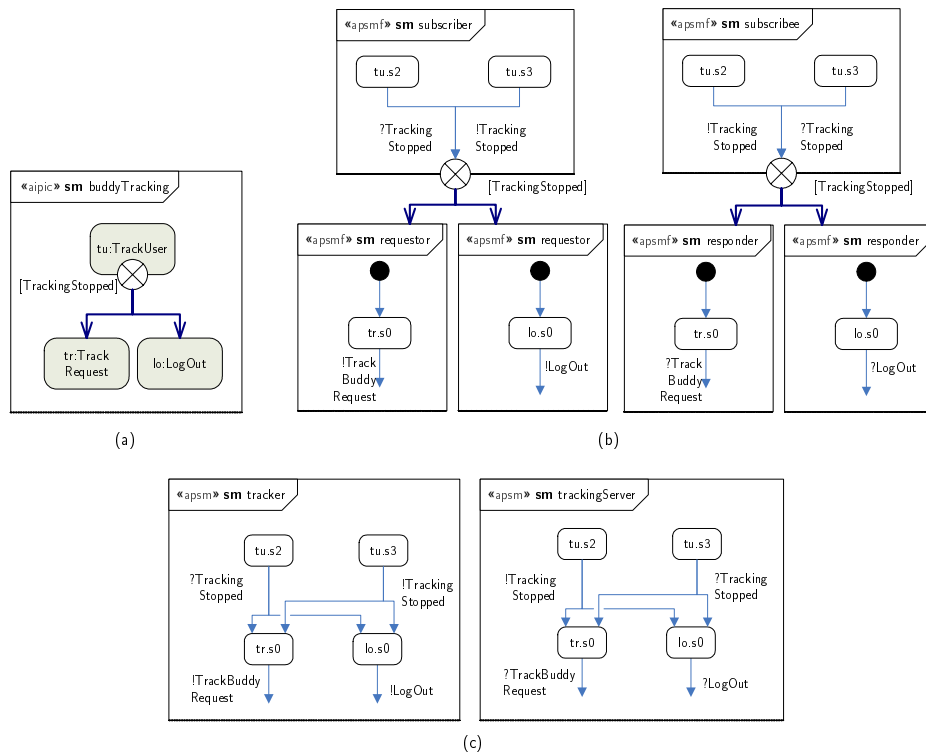 «apsmf» sm subscriber
tu.s2
tu.s3
?Tracking
Stopped
!Tracking
Stopped
[TrackingStopped]
«apsmf» sm requestor
tr.s0
!Track
Buddy
Request
«apsmf» sm requestor
lo.s0
!LogOut
«apsmf» sm subscribee
tu.s2
tu.s3
!Tracking
Stopped
?Tracking
Stopped
[TrackingStopped]
«apsmf» sm responder
tr.s0
?Track
Buddy
Request
«apsmf» sm responder
lo.s0
?LogOut
«aipic» sm buddyTracking
tu:TrackUser
[TrackingStopped]
tr:Track
Request
lo:LogOut
(a)
(b)
«apsm» sm tracker
tu.s2
tu.s3
?Tracking
Stopped
!Tracking
Stopped
tr.s0
lo.s0
!TrackBuddy
Request
!LogOut
«apsm» sm trackingServer
tu.s2
tu.s3
!Tracking
Stopped
?Tracking
Stopped
tr.s0
lo.s0
?TrackBuddy
Request
?LogOut
(c)